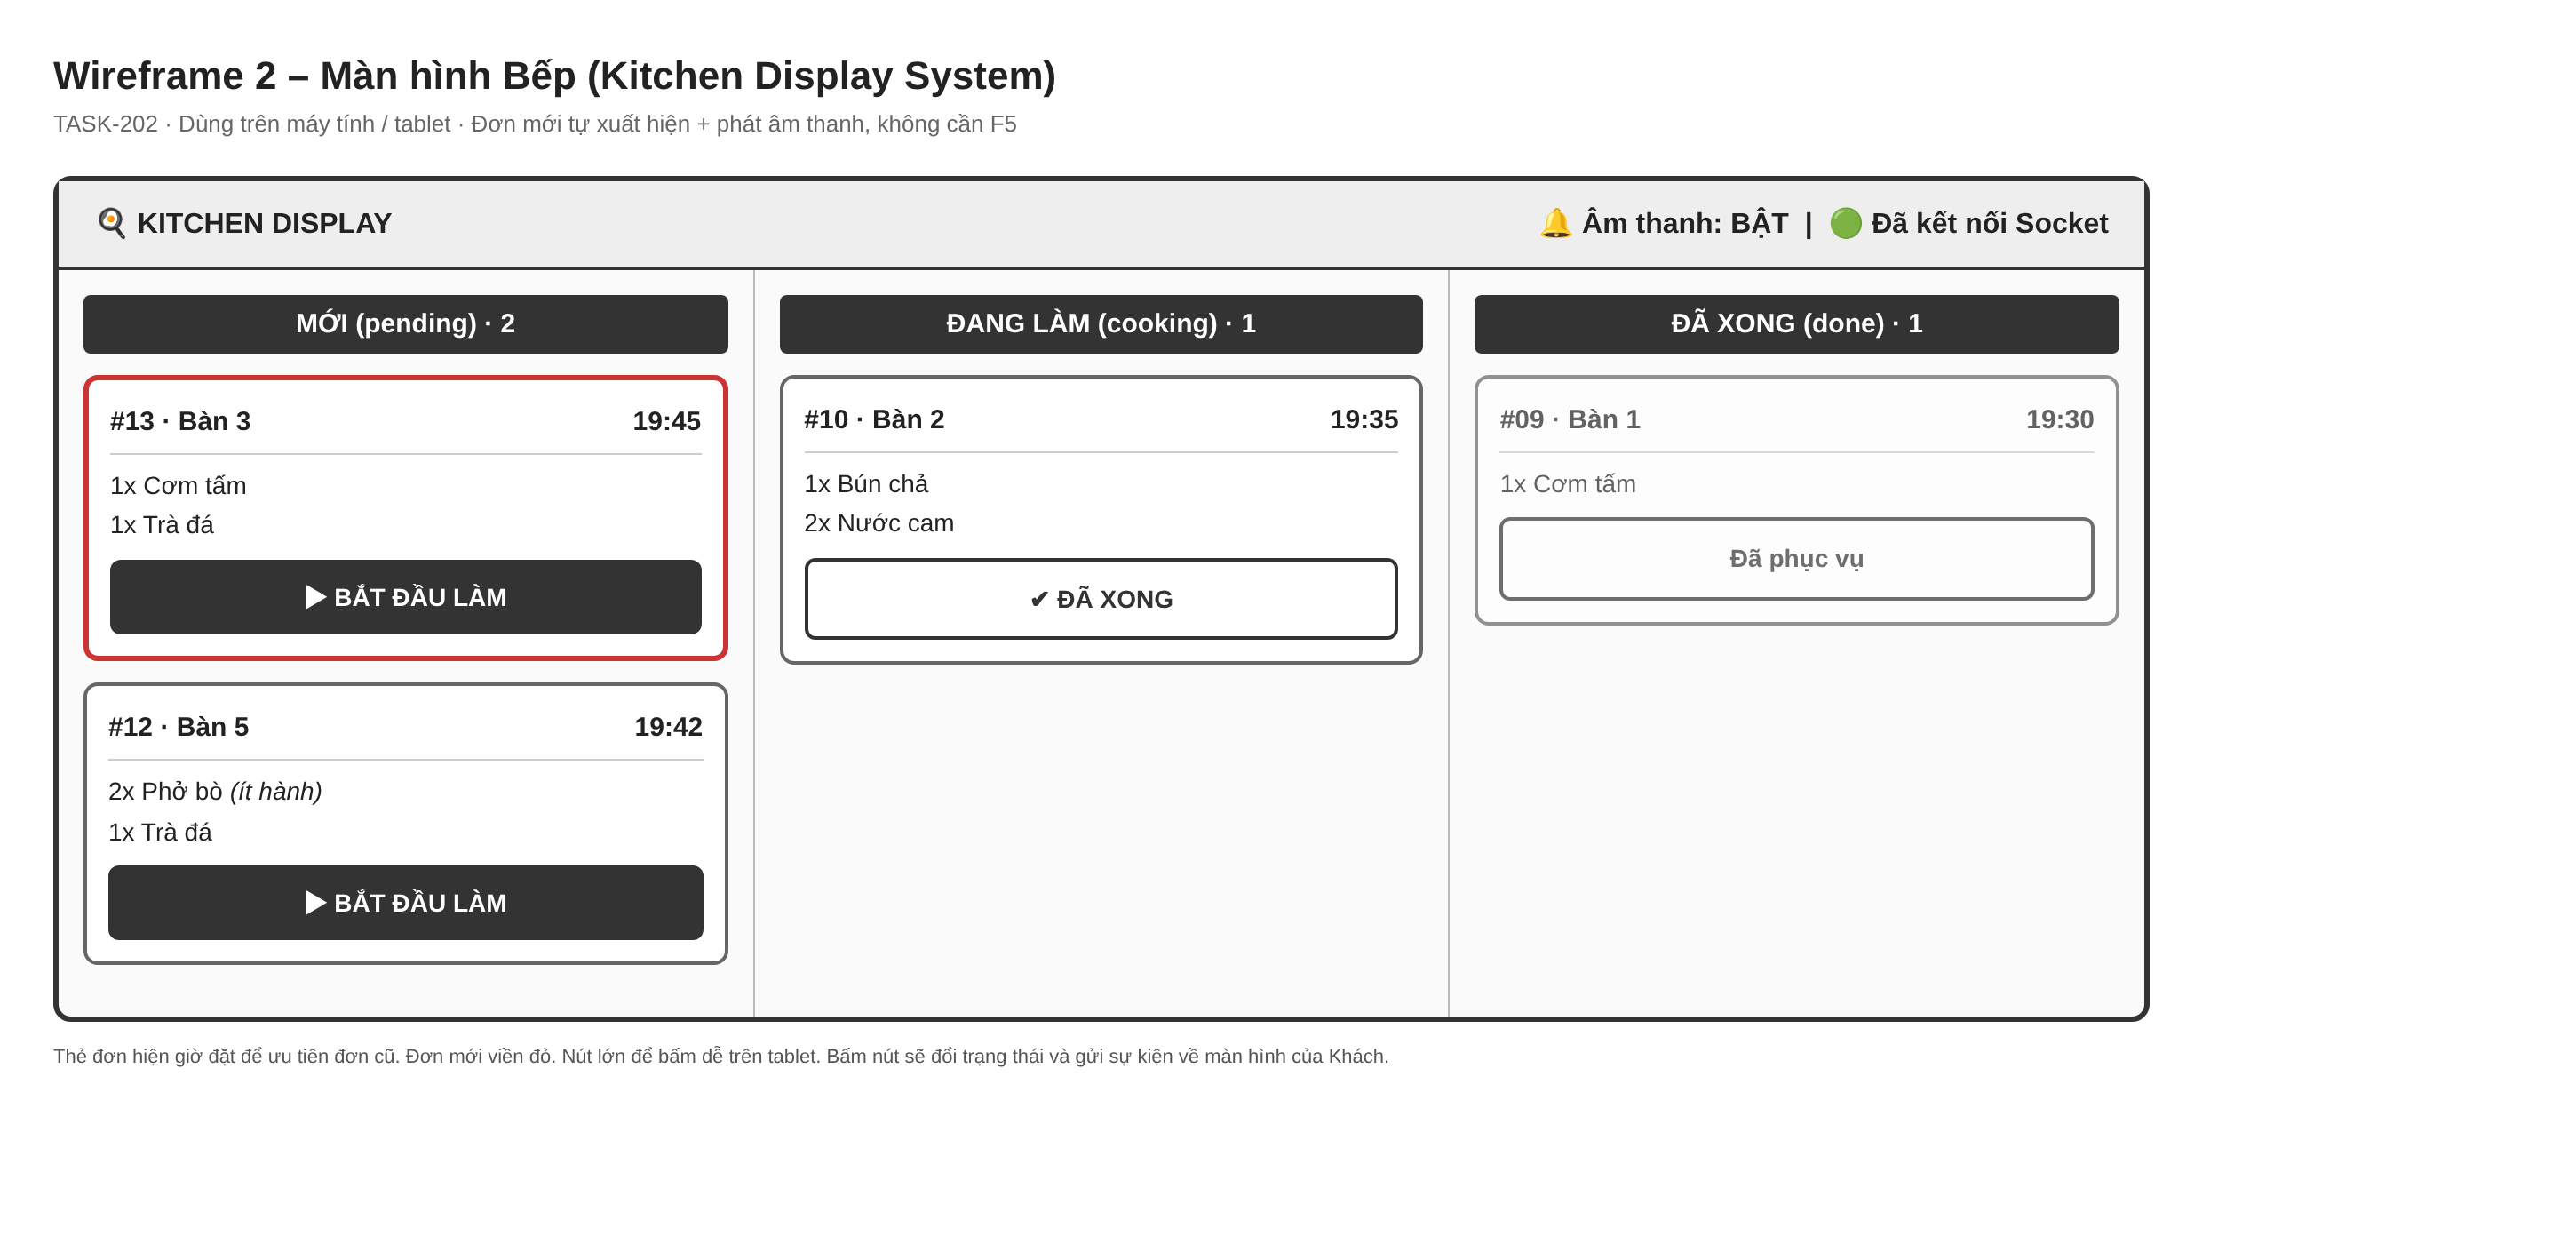 Wireframe 2 – Màn hình Bếp (Kitchen Display System)
TASK-202 · Dùng trên máy tính / tablet · Đơn mới tự xuất hiện + phát âm thanh, không cần F5
🍳 KITCHEN DISPLAY
🔔 Âm thanh: BẬT | 🟢 Đã kết nối Socket
MỚI (pending) · 2
#13 · Bàn 3 19:45
1x Cơm tấm
1x Trà đá
▶ BẮT ĐẦU LÀM
#12 · Bàn 5 19:42
2x Phở bò (ít hành)
1x Trà đá
▶ BẮT ĐẦU LÀM
ĐANG LÀM (cooking) · 1
#10 · Bàn 2 19:35
1x Bún chả
2x Nước cam
✔ ĐÃ XONG
ĐÃ XONG (done) · 1
#09 · Bàn 1 19:30
1x Cơm tấm
Đã phục vụ
Thẻ đơn hiện giờ đặt để ưu tiên đơn cũ. Đơn mới viền đỏ. Nút lớn để bấm dễ trên tablet. Bấm nút sẽ đổi trạng thái và gửi sự kiện về màn hình của Khách.